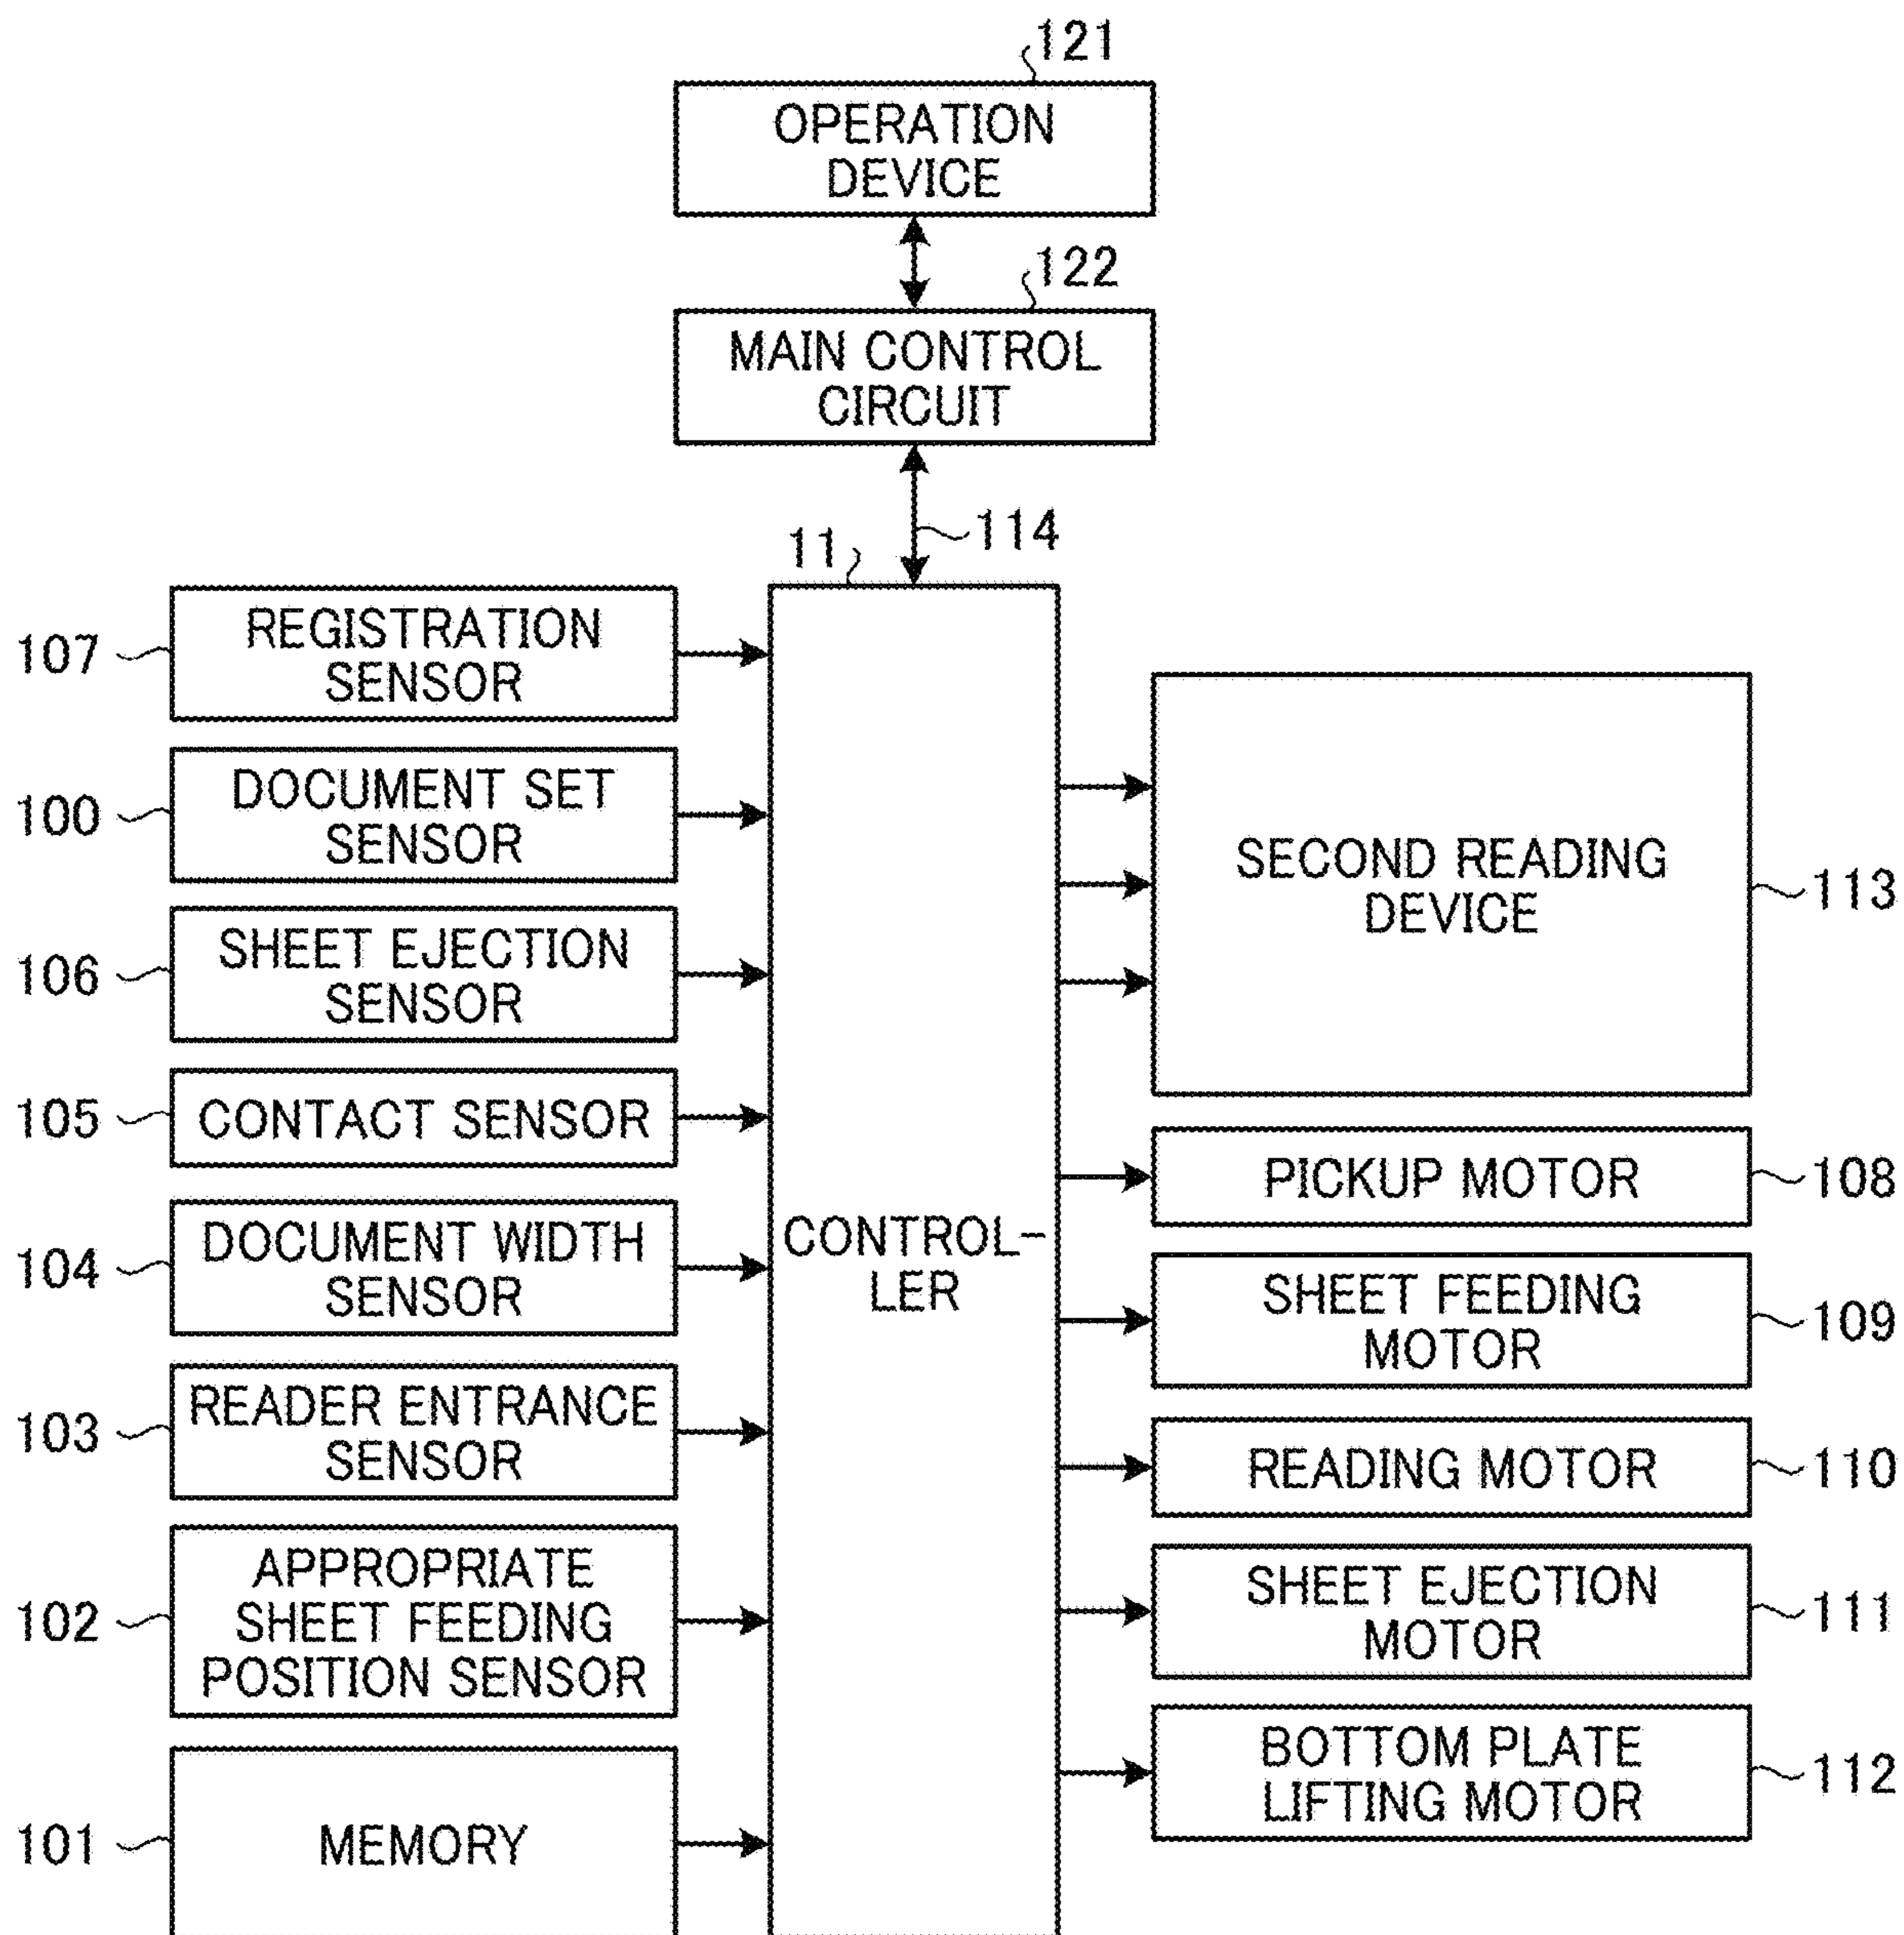 121
OPERATION
DEVICE
122
MAIN CONTROL
CIRCUIT
114
11
107
REGISTRATION
SENSOR
100
DOCUMENT SET
SENSOR
106
SHEET EJECTION
SENSOR
105
CONTACT SENSOR
104
DOCUMENT WIDTH
SENSOR
103
READER ENTRANCE
SENSOR
102
APPROPRIATE
SHEET FEEDING
POSITION SENSOR
101
MEMORY
CONTROL-
LER
SECOND READING
DEVICE
113
PICKUP MOTOR
108
SHEET FEEDING
MOTOR
109
READING MOTOR
110
SHEET EJECTION
MOTOR
111
BOTTOM PLATE
LIFTING MOTOR
112